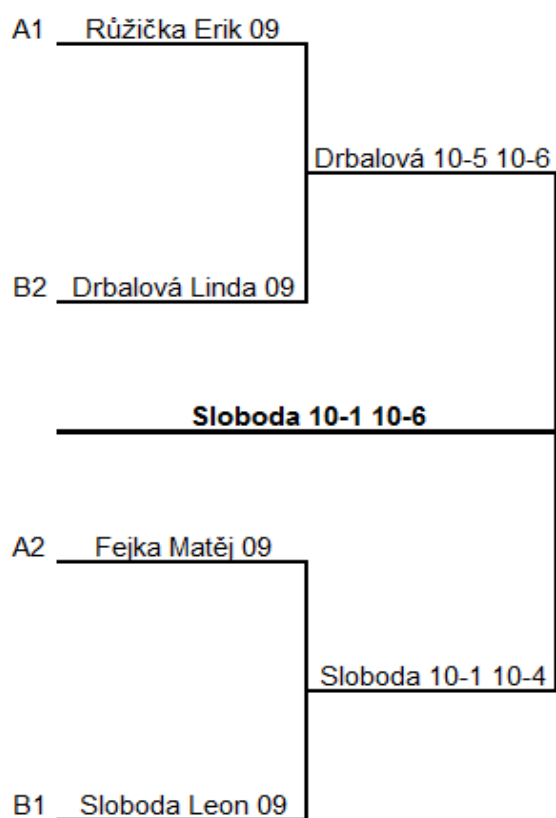 A1 Růžička Erik 09
Drbalová 10-5 10-6
B2 Drbalová Linda 09
Sloboda 10-1 10-6
A2 Fejka Matěj 09
Sloboda 10-1 10-4
B1 Sloboda Leon 09